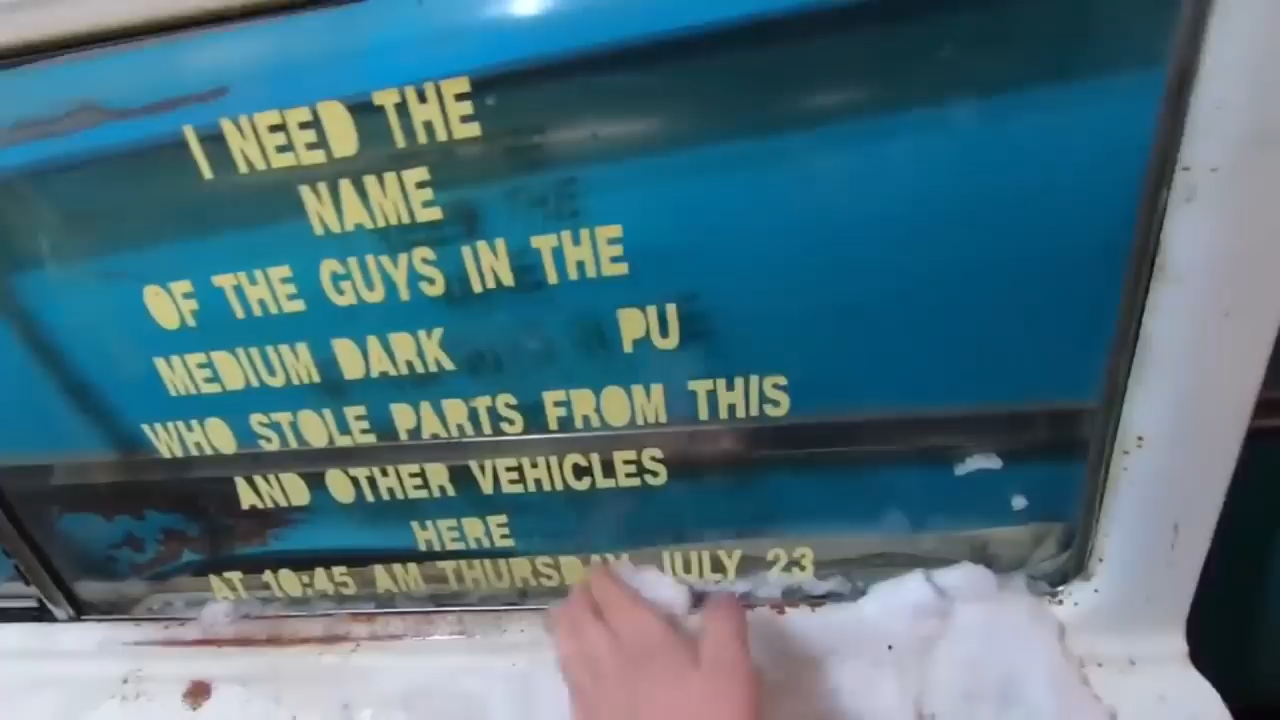 I NEED THE
NAME
OF THE GUYS IN THE
MEDIUM DARK PU
WHO STOLE PARTS FROM THIS
AND OTHER VEHICLES
HERE
AT 10:45 AM THURSDAY JULY 23